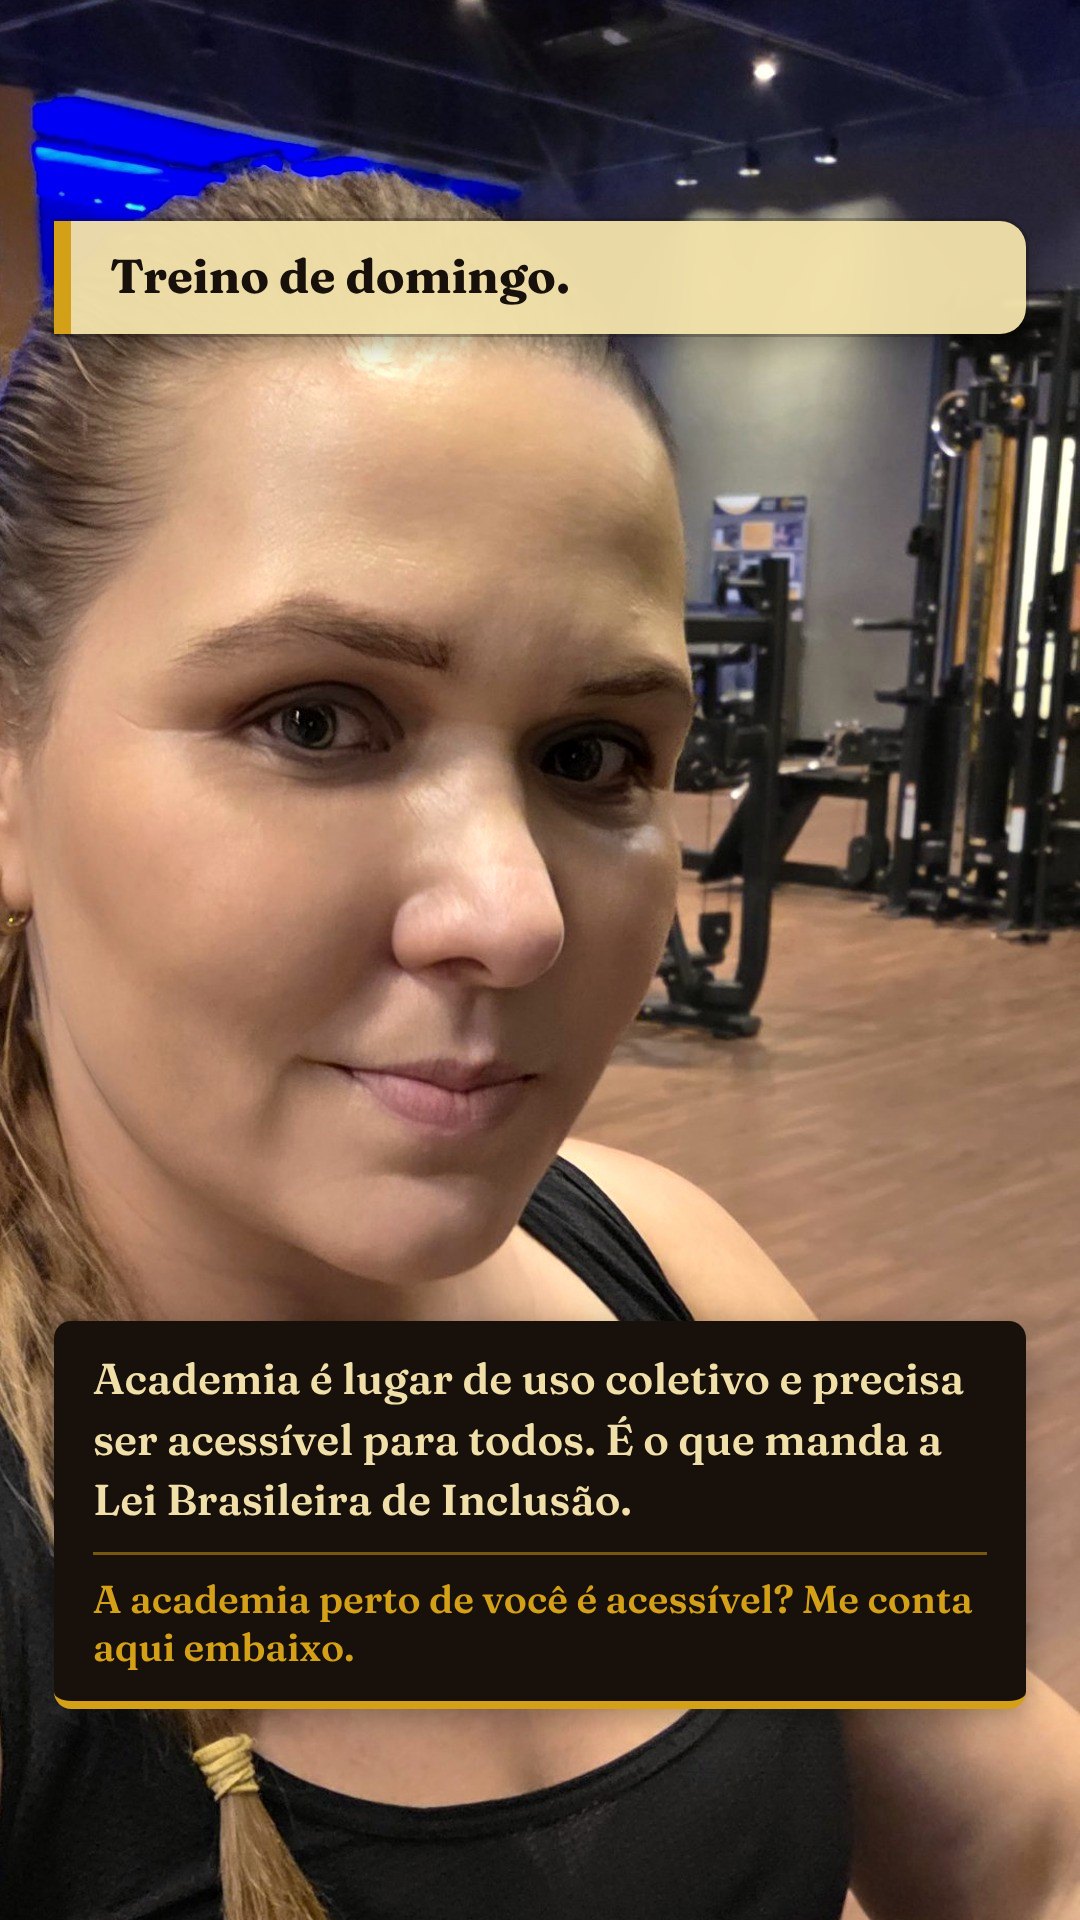 Treino de domingo.
Academia é lugar de uso coletivo e precisa
ser acessível para todos. É o que manda a
Lei Brasileira de Inclusão.
A academia perto de você é acessível? Me conta
aqui embaixo.